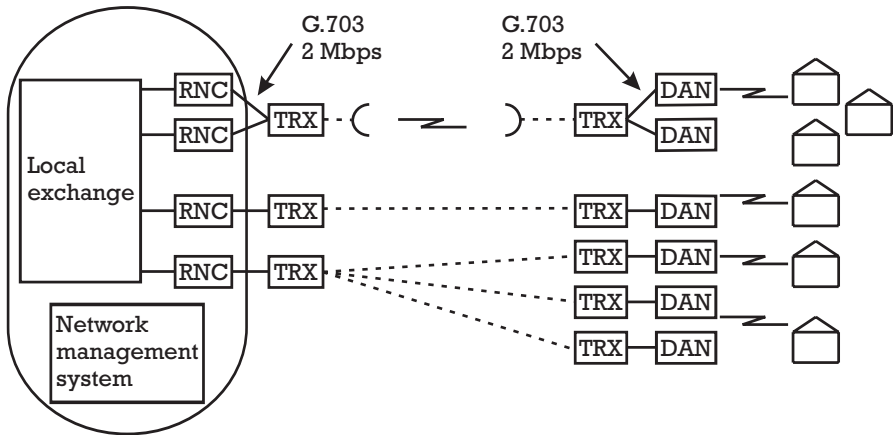 G.703
2 Mbps
G.703
2 Mbps
RNC
DAN
TRX
TRX
RNC
DAN
Local
exchange
RNC
TRX
TRX
DAN
TRX
DAN
RNC
TRX
TRX
DAN
TRX
DAN
Network
management
system